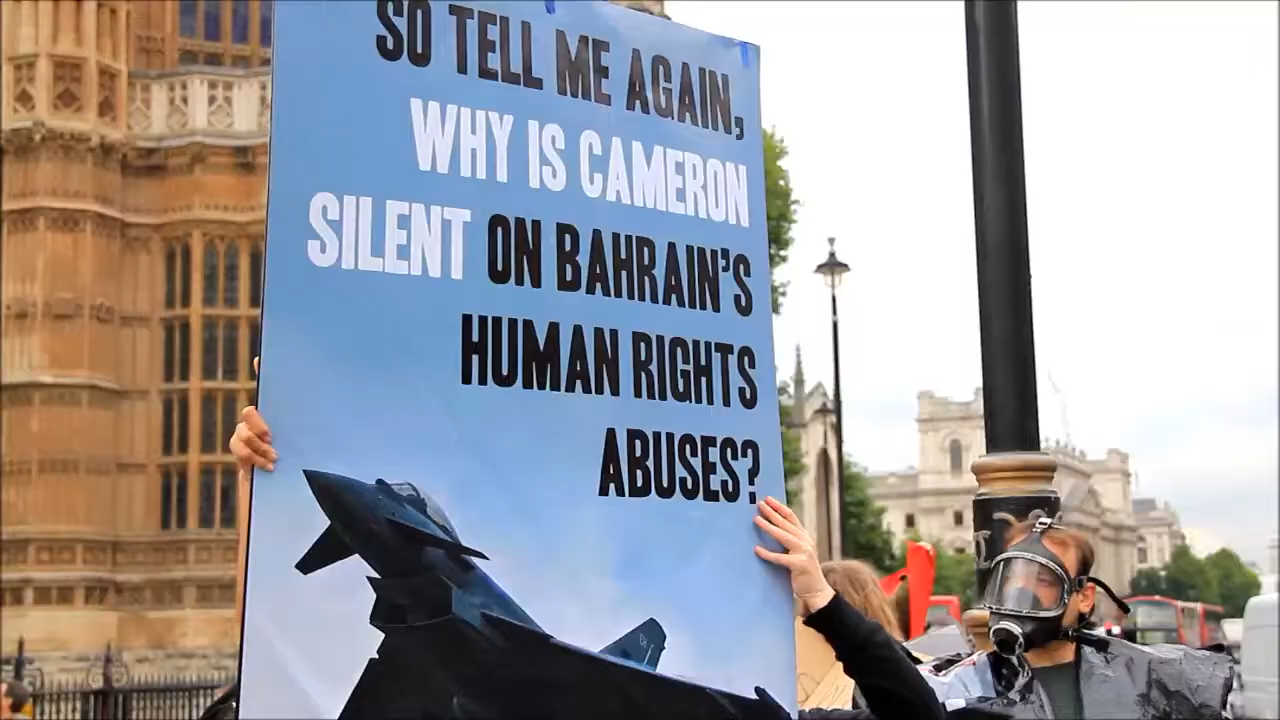 SO TELL ME AGAIN,
WHY IS CAMERON
SILENT ON BAHRAIN'S
HUMAN RIGHTS
ABUSES?